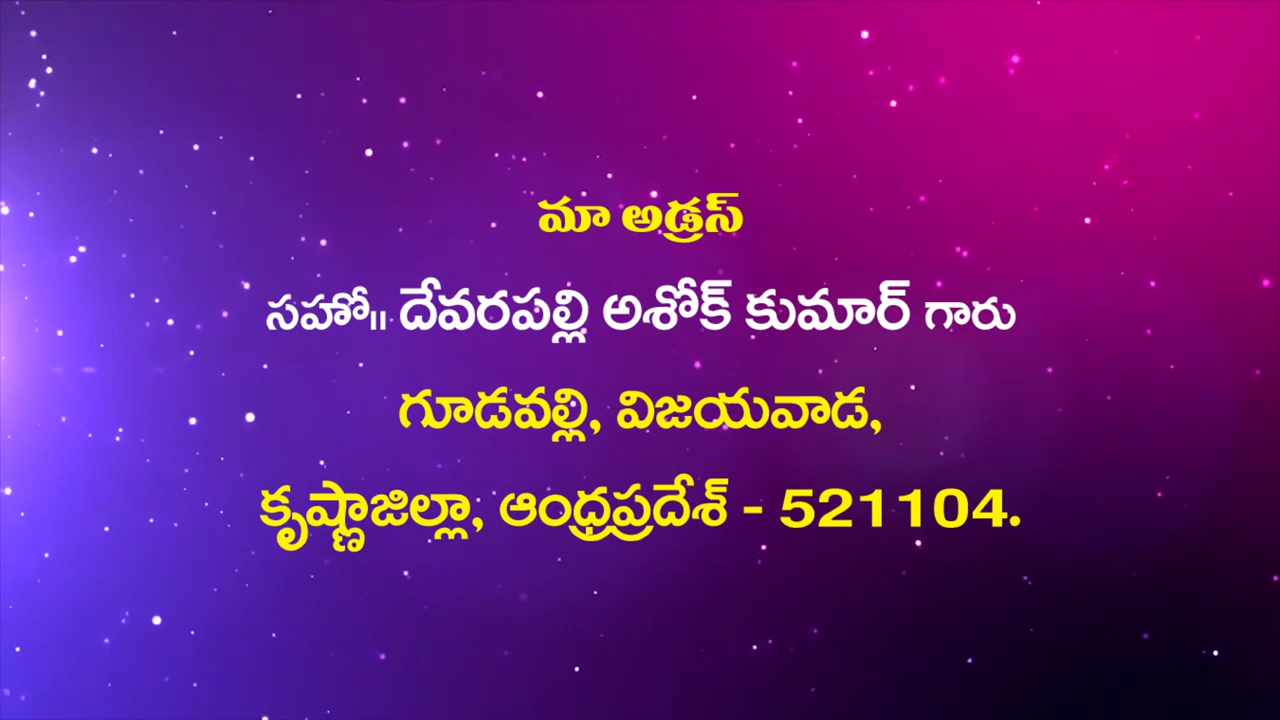 మా అడ్రస్
సహో॥ దేవరపల్లి అశోక్ కుమార్ గారు
గూడవల్లి, విజయవాడ,
కృష్ణాజిల్లా, ఆంధ్రప్రదేశ్ - 521104.